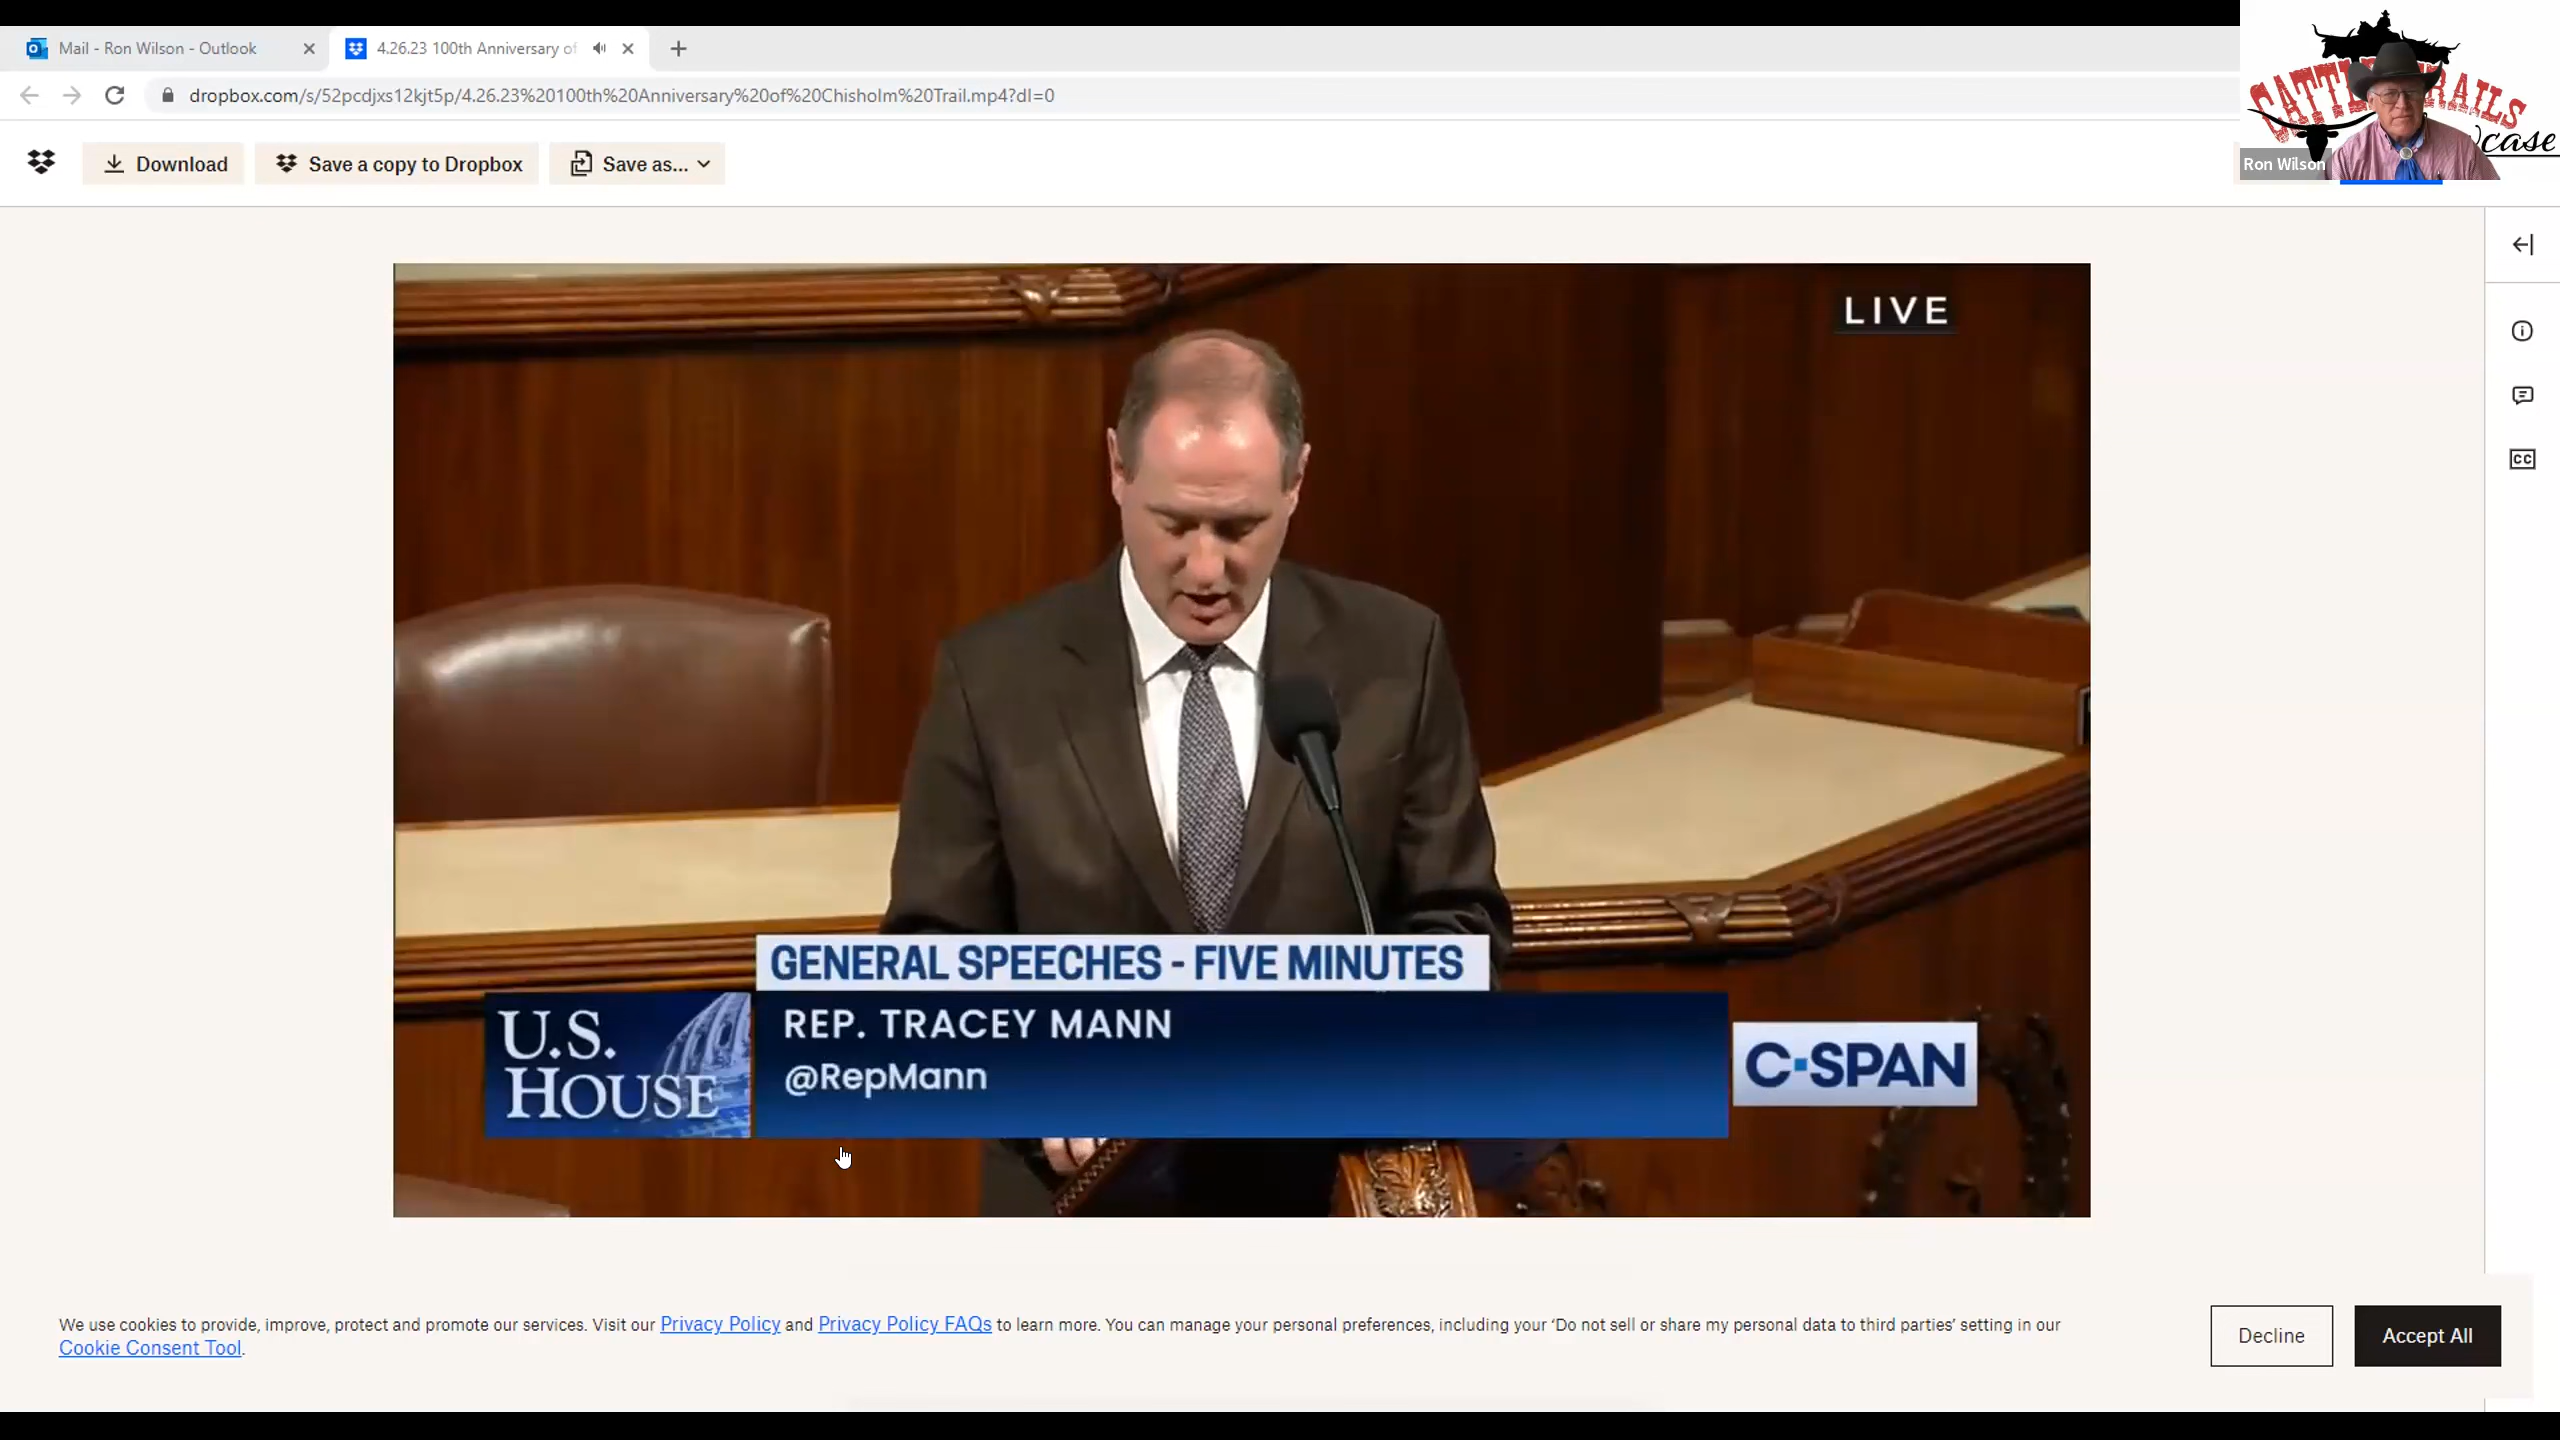 Mail - Ron Wilson - Outlook
4.26.23 100th Anniversary of
dropbox.com/s/52pcdjxs12kjt5p/4.26.23%20100th%20Anniversary%20of%20Chisholm%20Trail.mp4?dl=0
Download
Save a copy to Dropbox
Save as...
Ron Wilson
LIVE
CC
GENERAL SPEECHES - FIVE MINUTES
U.S.
HOUSE
REP. TRACEY MANN
@RepMann
C-SPAN
We use cookies to provide, improve, protect and promote our services. Visit our Privacy Policy and Privacy Policy FAQs to learn more. You can manage your personal preferences, including your ‘Do not sell or share my personal data to third parties’ setting in our
Cookie Consent Tool.
Decline
Accept All